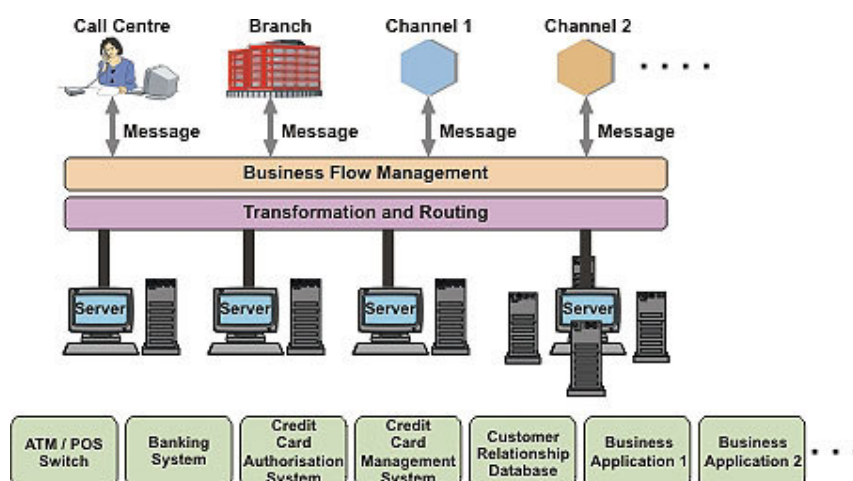 Call Centre
Branch
Channel 1
Channel 2
Message
Message
Message
Message
Business Flow Management
Transformation and Routing
Server
Server
Server
Server
ATM / POS
Switch
Banking
System
Credit
Card
Authorisation
System
Credit
Card
Management
System
Customer
Relationship
Database
Business
Application 1
Business
Application 2